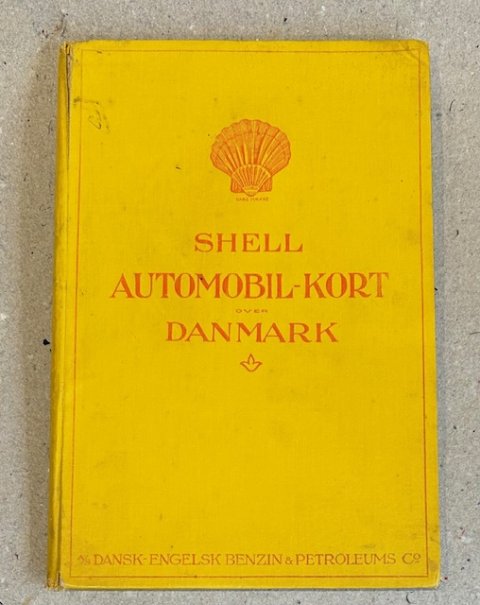 SHELL
AUTOMOBIL-KORT
OVER
DANMARK
A/S DANSK-ENGELSK BENZIN & PETROLEUMS Co